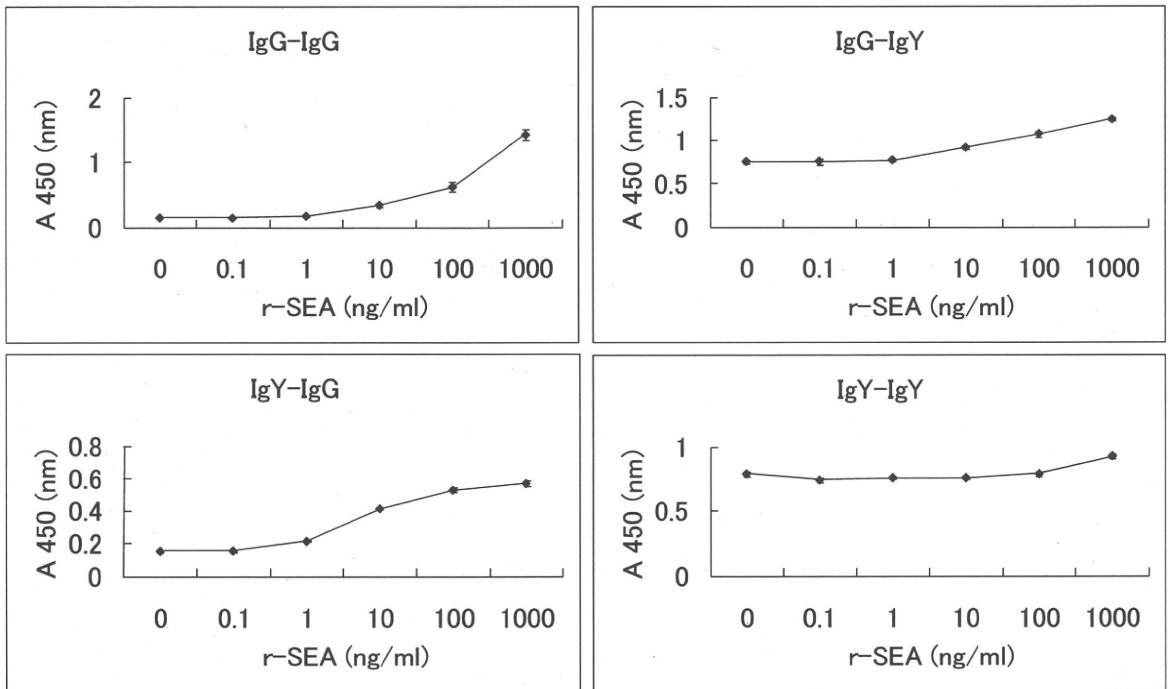 IgG-IgG
A 450 (nm)
2
1
0
0 0.1 1 10 100 1000
r-SEA (ng/ml)
IgG-IgY
A 450 (nm)
1.5
1
0.5
0
0 0.1 1 10 100 1000
r-SEA (ng/ml)
IgY-IgG
A 450 (nm)
0.8
0.6
0.4
0.2
0
0 0.1 1 10 100 1000
r-SEA (ng/ml)
IgY-IgY
A 450 (nm)
1
0.5
0
0 0.1 1 10 100 1000
r-SEA (ng/ml)